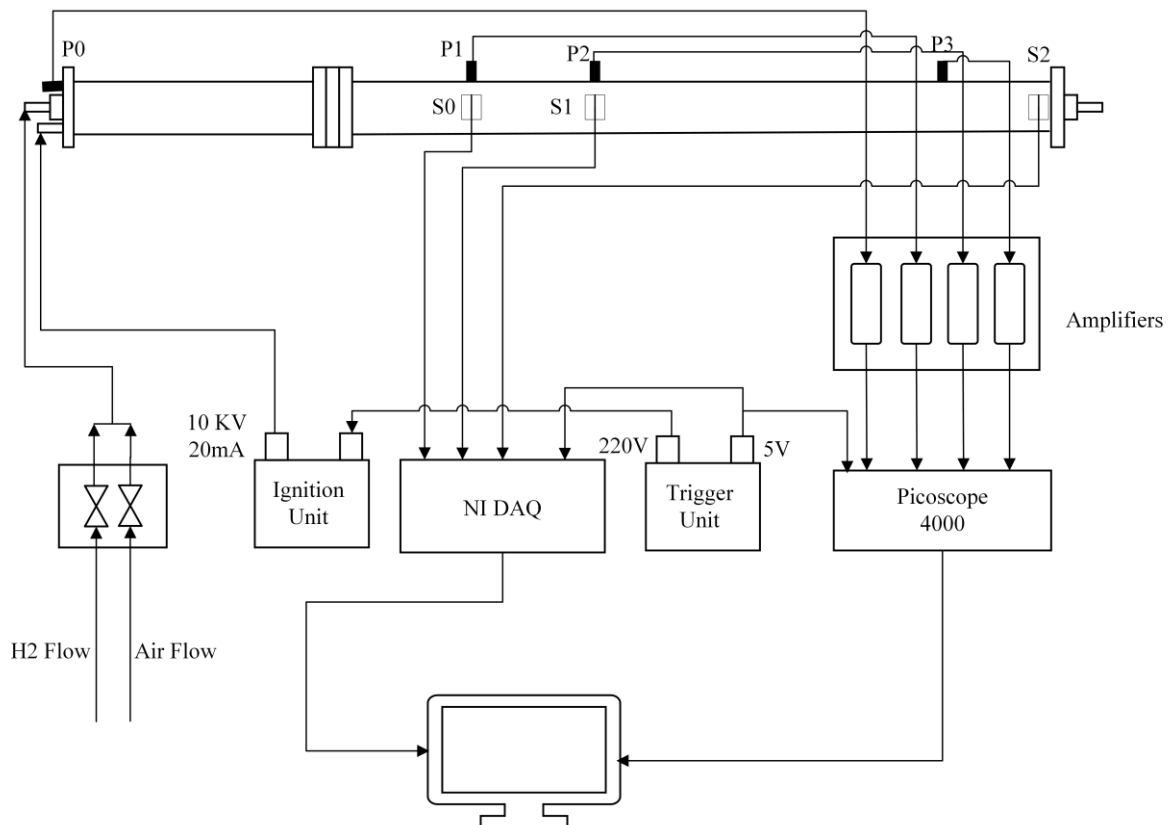 P0
P1
P2
P3
S2
S0
S1
Amplifiers
10 KV
20mA
220V
5V
Ignition
Unit
NI DAQ
Trigger
Unit
Picoscope
4000
H2 Flow
Air Flow